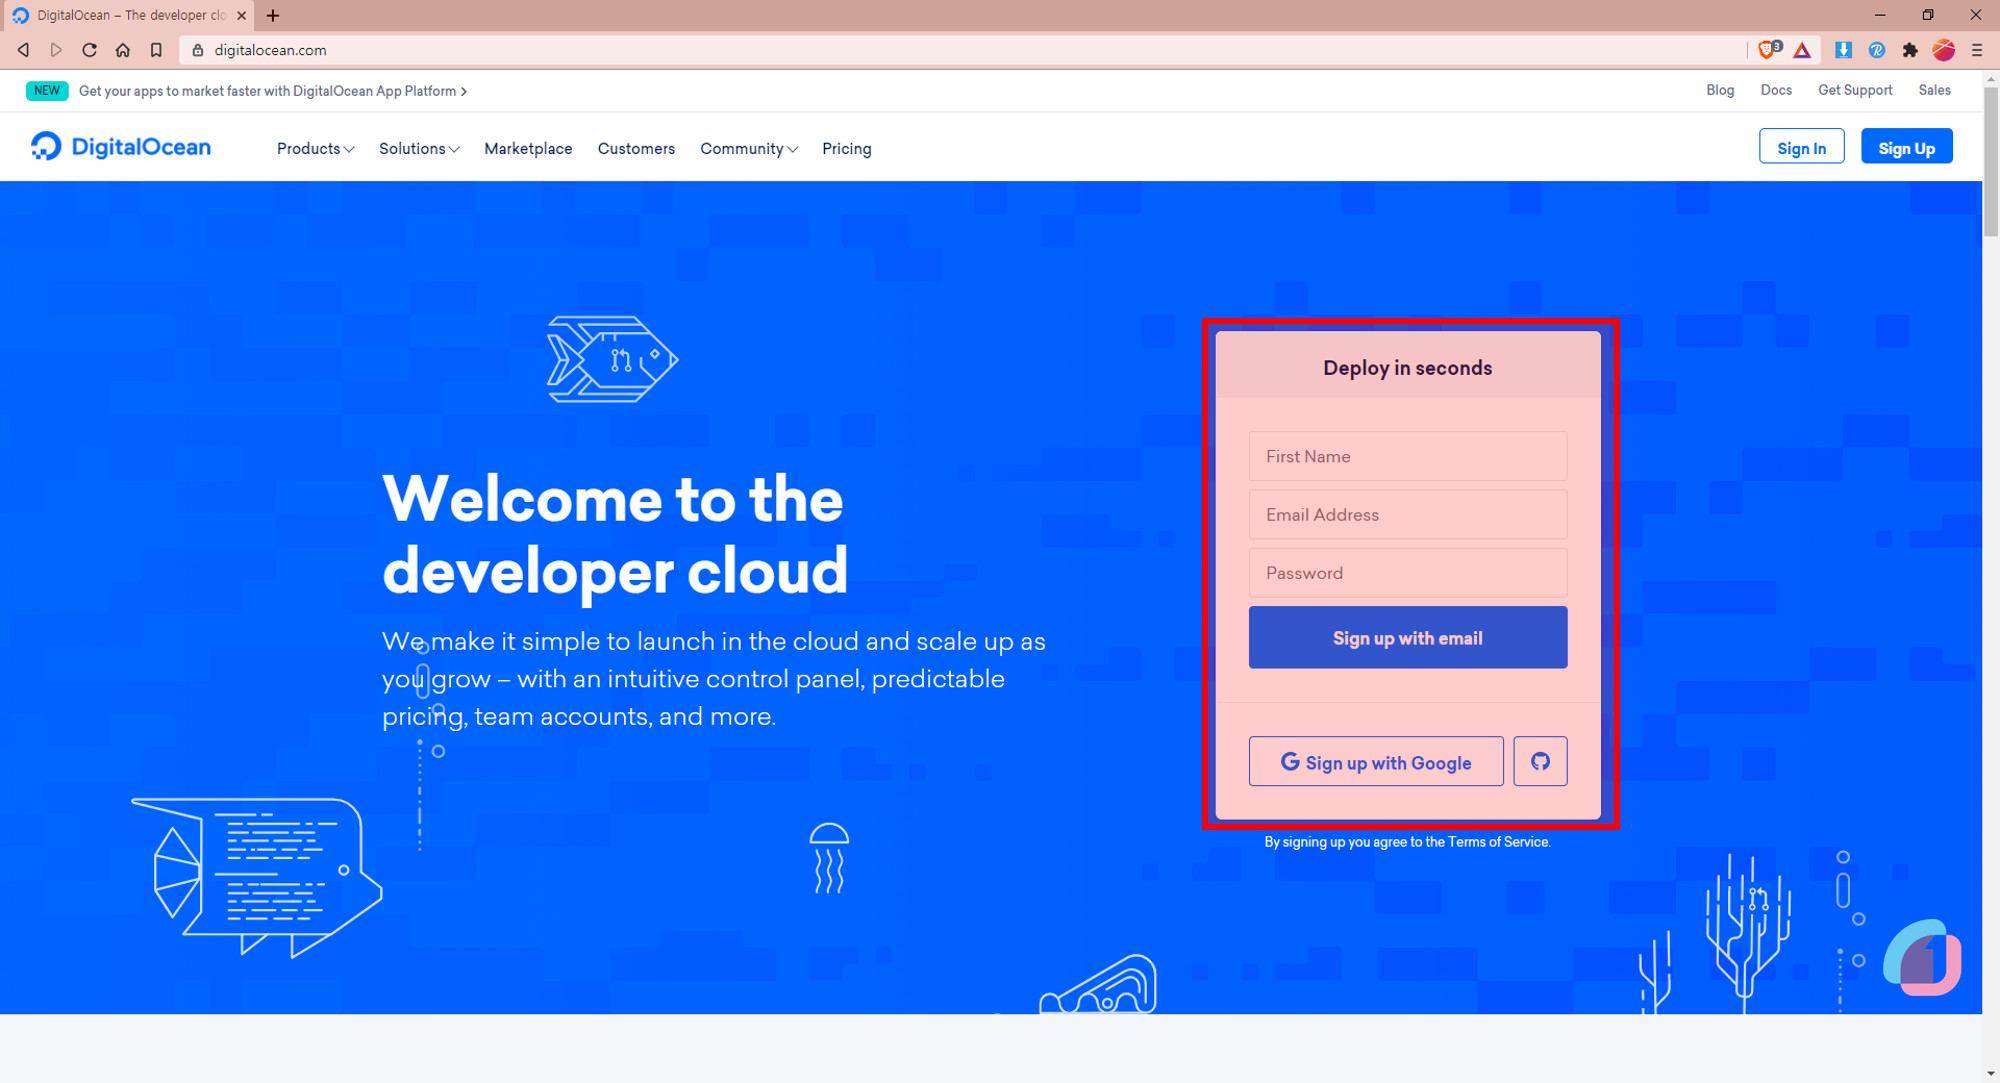 DigitalOcean – The developer clo
digitalocean.com
3
NEW Get your apps to market faster with DigitalOcean App Platform
Blog Docs Get Support Sales
DigitalOcean Products Solutions Marketplace Customers Community Pricing Sign In Sign Up
Deploy in seconds
First Name
Email Address
Password
Sign up with email
Sign up with Google
By signing up you agree to the Terms of Service.
Welcome to the
developer cloud
We make it simple to launch in the cloud and scale up as
you grow – with an intuitive control panel, predictable
pricing, team accounts, and more.